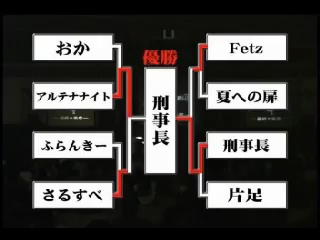 おか
アルテナナイト
ふらんきー
さるすべ
優勝
刑事長
Fetz
夏への扉
刑事長
片足